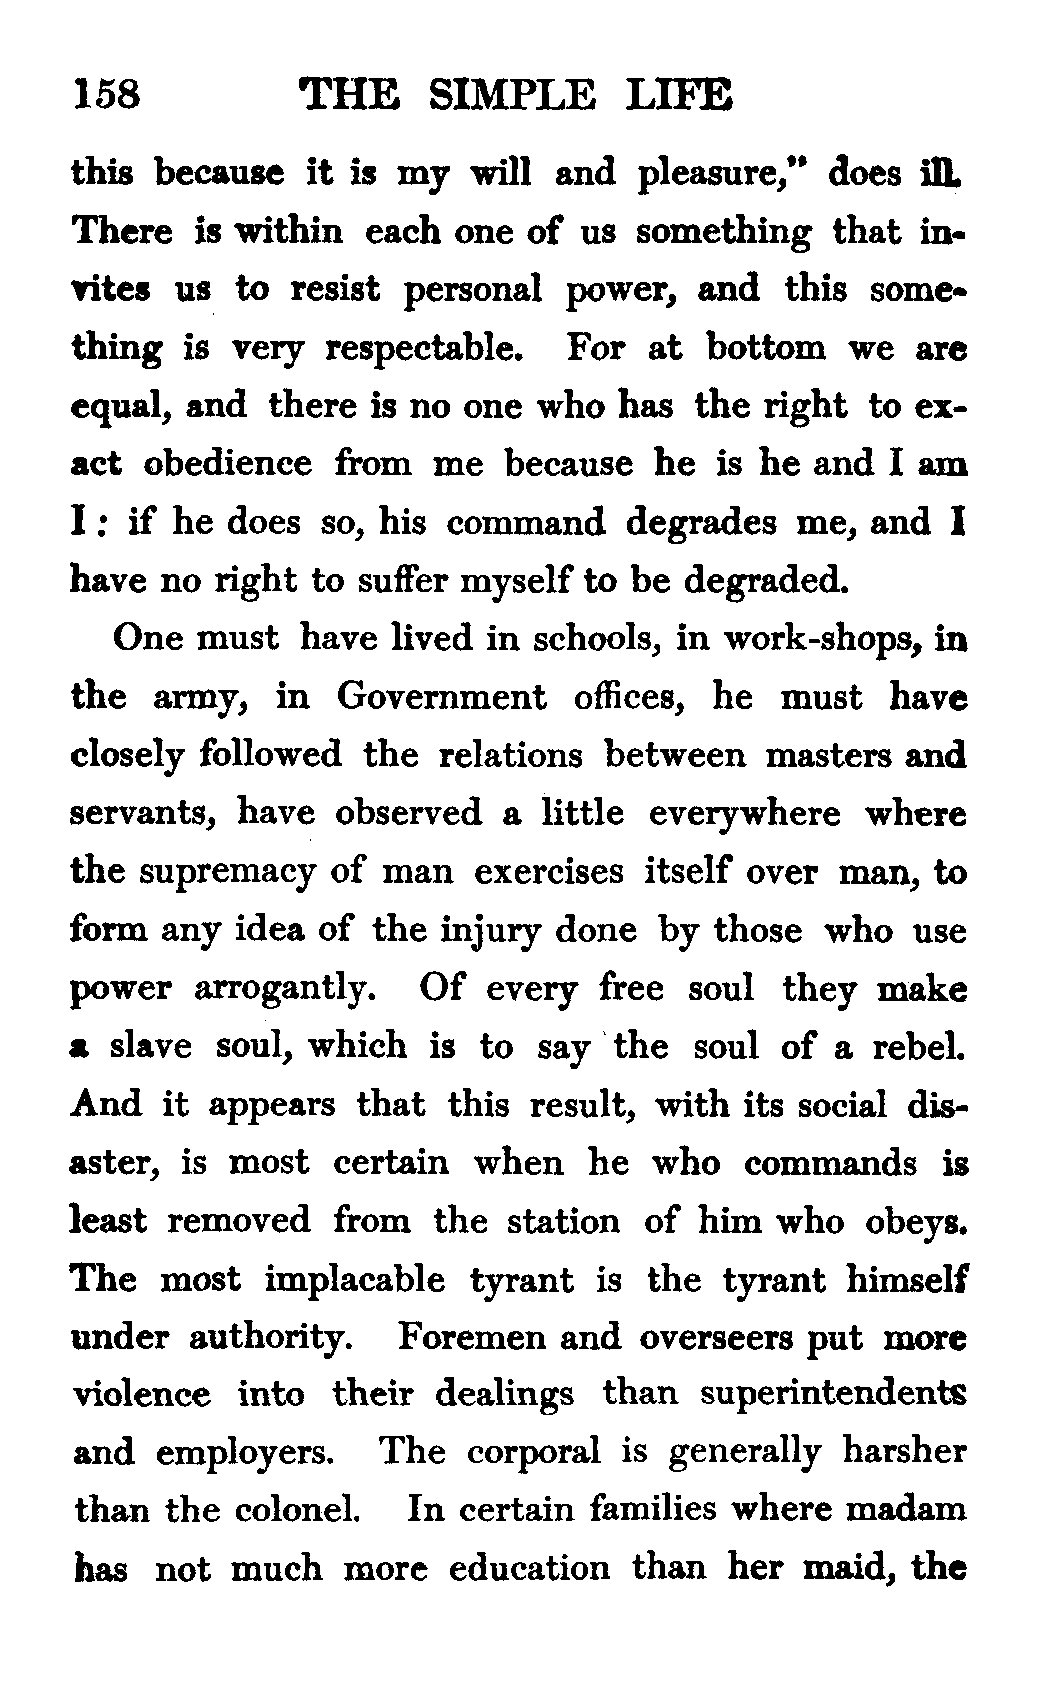 158 THE SIMPLE LIFE
this because it is my will and pleasure," does ill.
There is within each one of us something that in-
vites us to resist personal power, and this some-
thing is very respectable. For at bottom we are
equal, and there is no one who has the right to ex-
act obedience from me because he is he and I am
I : if he does so, his command degrades me, and I
have no right to suffer myself to be degraded.
One must have lived in schools, in work-shops, in
the army, in Government offices, he must have
closely followed the relations between masters and
servants, have observed a little everywhere where
the supremacy of man exercises itself over man, to
form any idea of the injury done by those who use
power arrogantly. Of every free soul they make
a slave soul, which is to say the soul of a rebel.
And it appears that this result, with its social dis-
aster, is most certain when he who commands is
least removed from the station of him who obeys.
The most implacable tyrant is the tyrant himself
under authority. Foremen and overseers put more
violence into their dealings than superintendents
and employers. The corporal is generally harsher
than the colonel. In certain families where madam
has not much more education than her maid, the